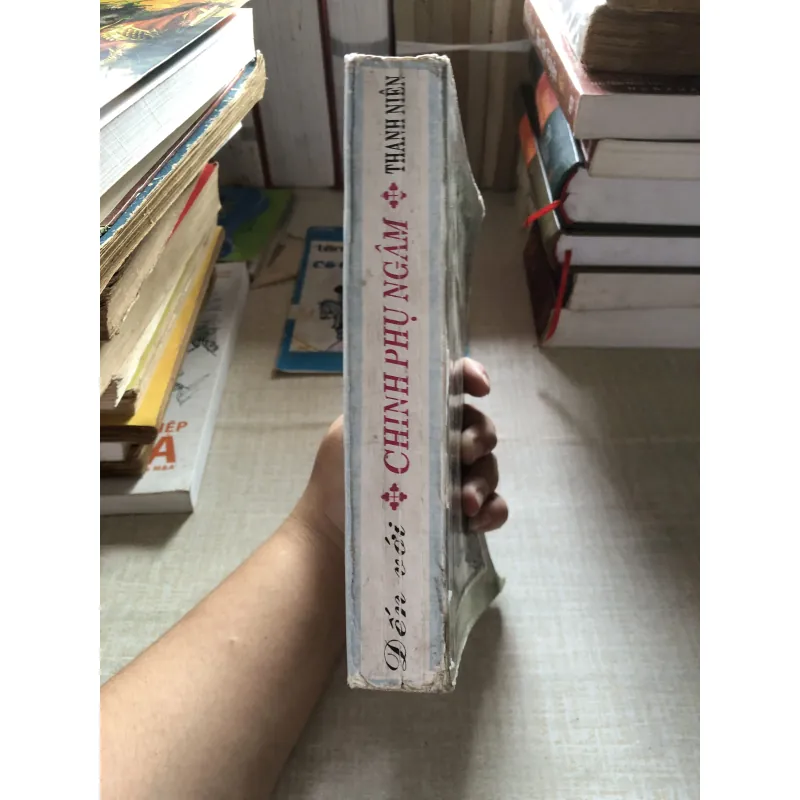 Đến với
CHINH PHỤ NGÂM
THANH NIÊN